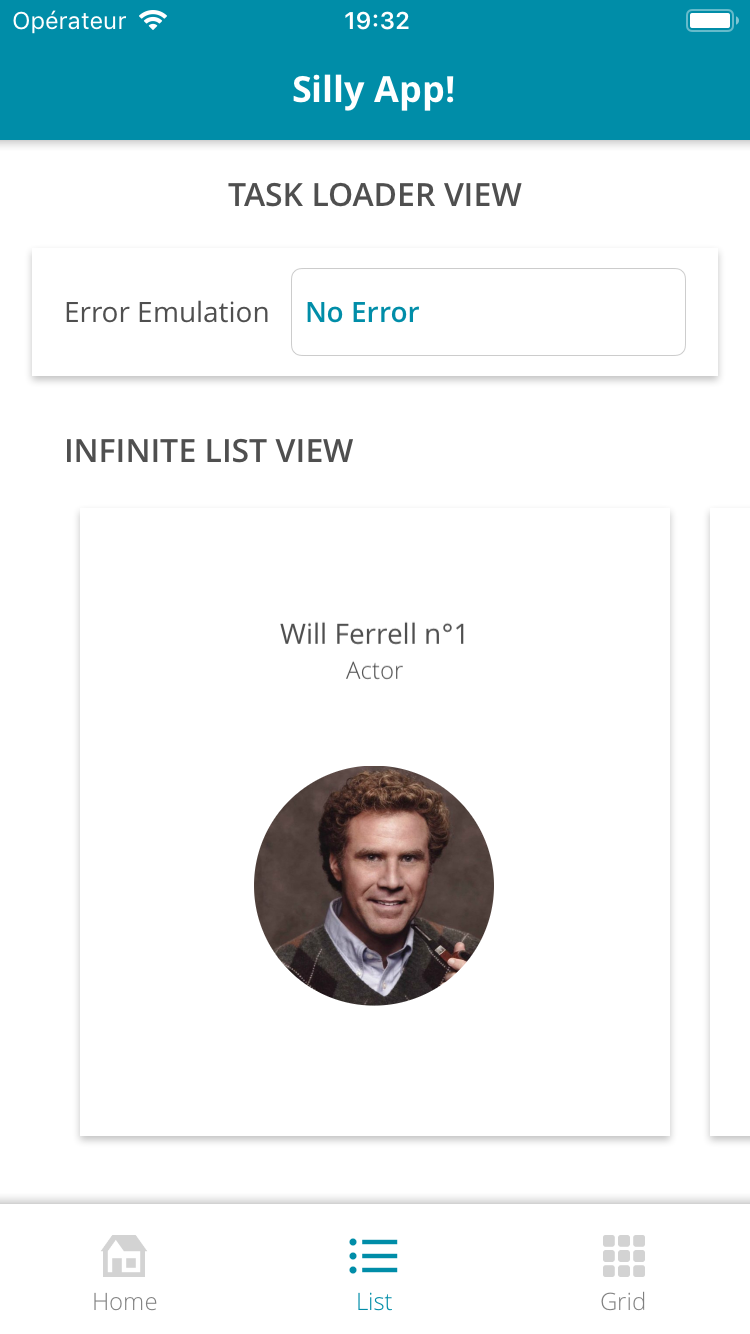 Opérateur 19:32
Silly App!
TASK LOADER VIEW
Error Emulation No Error
INFINITE LIST VIEW
Will Ferrell n°1
Actor
Home List Grid